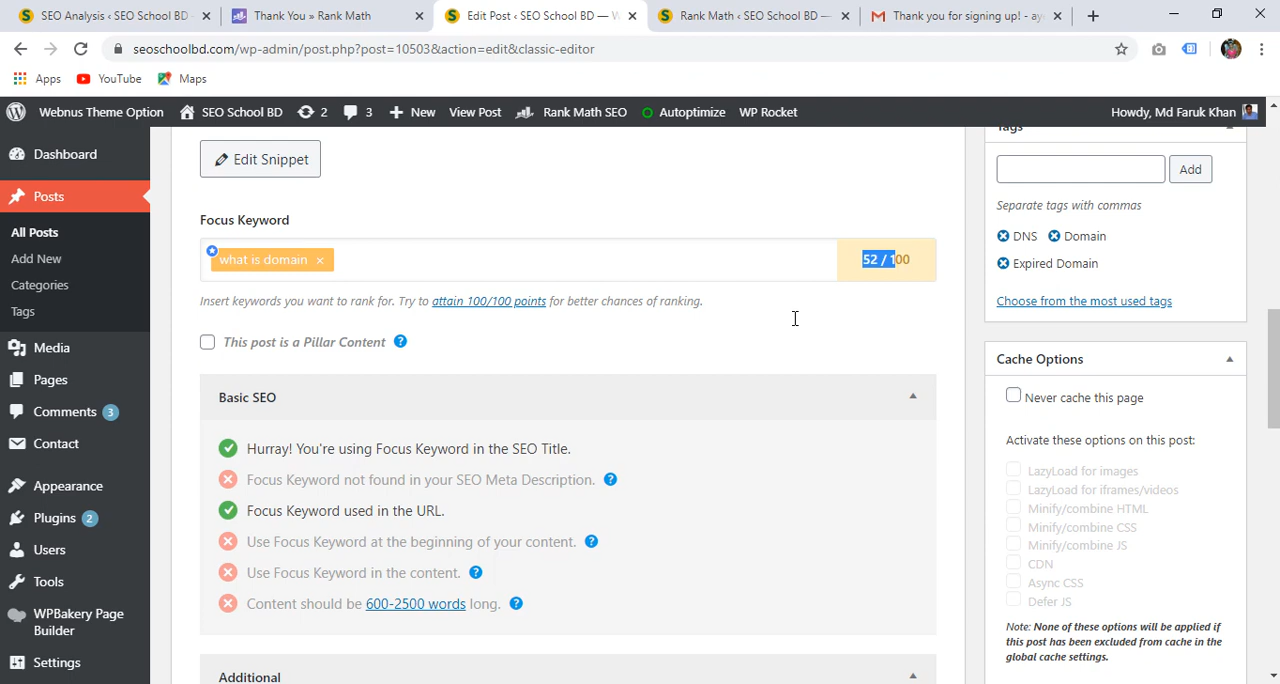 SEO Analysis ‹ SEO School BD -
Thank You » Rank Math
Edit Post ‹ SEO School BD — W
Rank Math ‹ SEO School BD —
Thank you for signing up! - ay
seoschoolbd.com/wp-admin/post.php?post=10503&action=edit&classic-editor
Apps YouTube Maps
Webnus Theme Option SEO School BD 2 3 New View Post Rank Math SEO Autoptimize WP Rocket Howdy, Md Faruk Khan
Dashboard
Posts
All Posts
Add New
Categories
Tags
Media
Pages
Comments 3
Contact
Appearance
Plugins 2
Users
Tools
WPBakery Page
Builder
Settings
Edit Snippet
Focus Keyword
what is domain ×
52 / 100
Insert keywords you want to rank for. Try to attain 100/100 points for better chances of ranking.
This post is a Pillar Content ?
Basic SEO
Hurray! You're using Focus Keyword in the SEO Title.
Focus Keyword not found in your SEO Meta Description. ?
Focus Keyword used in the URL.
Use Focus Keyword at the beginning of your content. ?
Use Focus Keyword in the content. ?
Content should be 600-2500 words long. ?
Additional
Tags
Add
Separate tags with commas
DNS Domain
Expired Domain
Choose from the most used tags
Cache Options
Never cache this page
Activate these options on this post:
LazyLoad for images
LazyLoad for iframes/videos
Minify/combine HTML
Minify/combine CSS
Minify/combine JS
CDN
Async CSS
Defer JS
Note: None of these options will be applied if
this post has been excluded from cache in the
global cache settings.